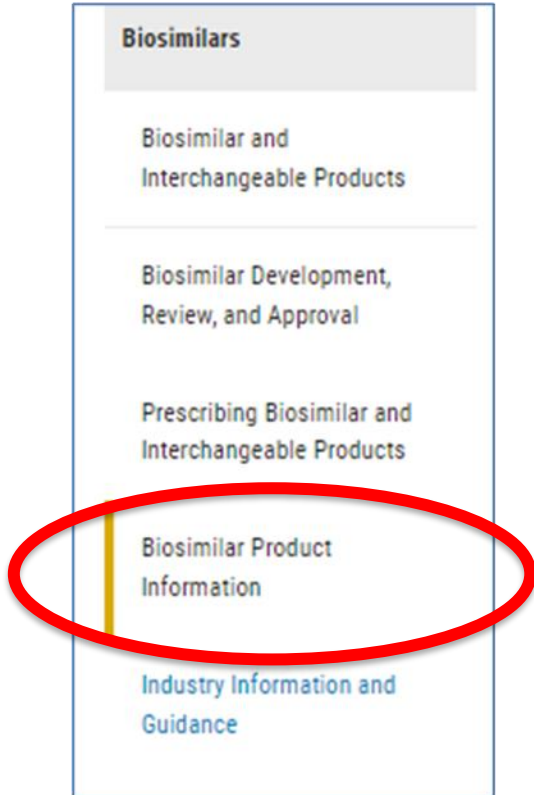 Biosimilars
Biosimilar and
Interchangeable Products
Biosimilar Development,
Review, and Approval
Prescribing Biosimilar and
Interchangeable Products
Biosimilar Product
Information
Industry Information and
Guidance